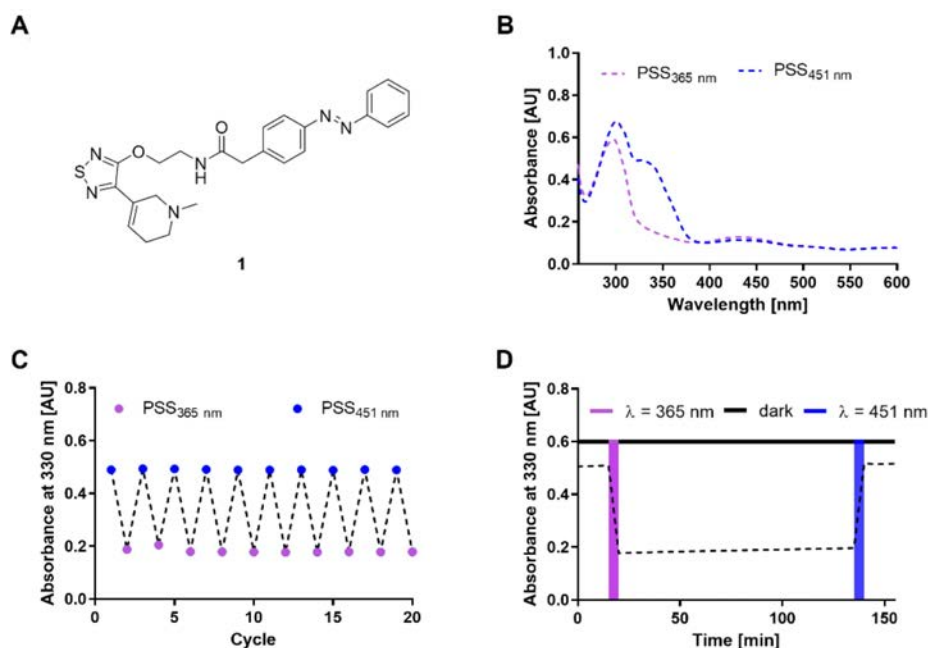 A
S
N
N
O
N
O
N
H
N
N
1
B
PSS365 nm PSS451 nm
Absorbance [AU]
1.0
0.8
0.6
0.4
0.2
0.0
300 350 400 450 500 550 600
Wavelength [nm]
C
PSS365 nm PSS451 nm
Absorbance at 330 nm [AU]
0.8
0.6
0.4
0.2
0.0
0 5 10 15 20
Cycle
D
λ = 365 nm dark λ = 451 nm
Absorbance at 330 nm [AU]
0.8
0.6
0.4
0.2
0.0
0 50 100 150
Time [min]